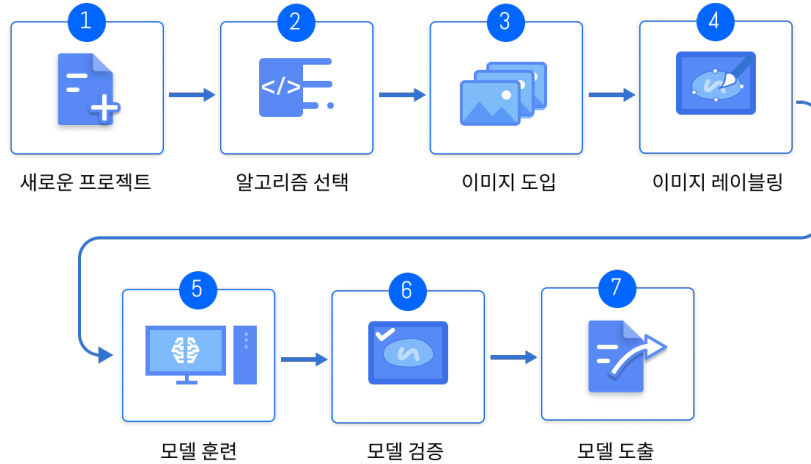 1
2
3
4
</>
새로운 프로젝트
알고리즘 선택
이미지 도입
이미지 레이블링
5
6
7
모델 훈련
모델 검증
모델 도출